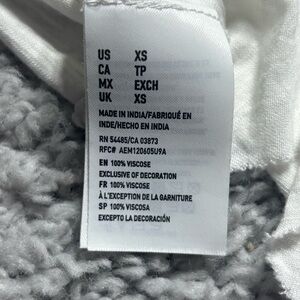 US XS
CA TP
MX EXCH
UK XS
MADE IN INDIA/FABRIQUÉ EN
INDE/HECHO EN INDIA
RN 54485/CA 03873
RFC# AEM120605U9A
EN 100% VISCOSE
EXCLUSIVE OF DECORATION
FR 100% VISCOSE
À L'EXCEPTION DE LA GARNITURE
SP 100% VISCOSA
EXCEPTO LA DECORACIÓN